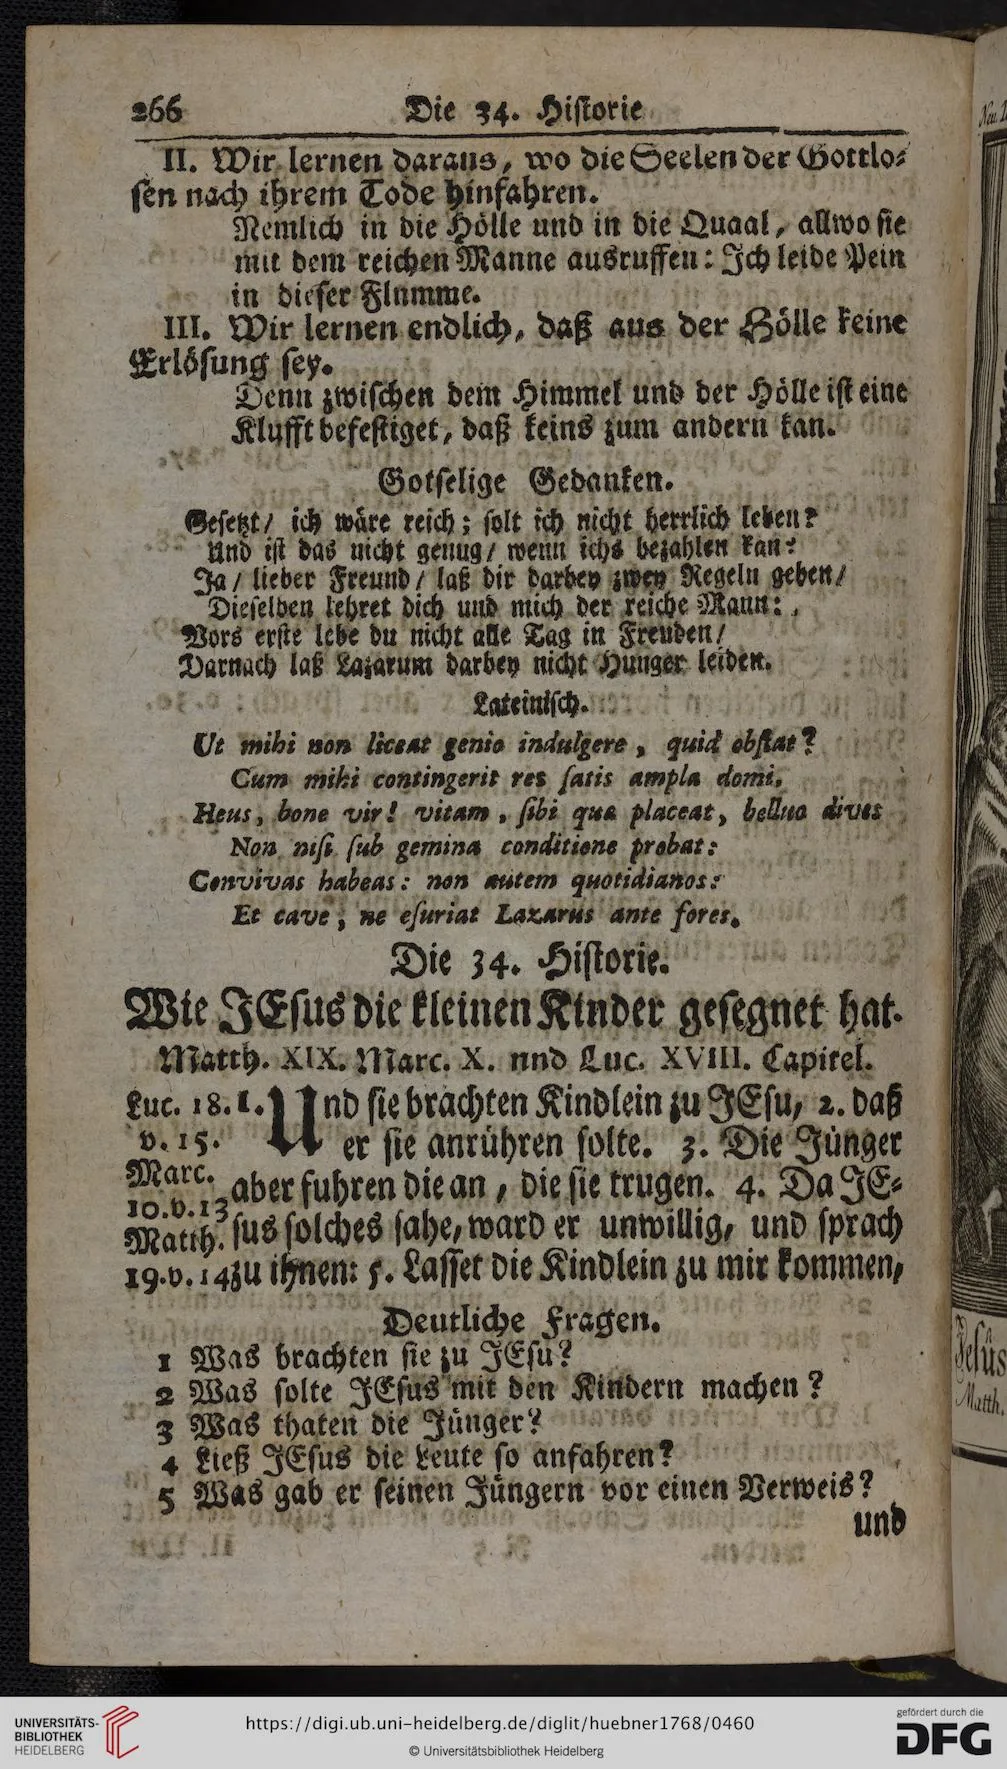 266 Die 34. Historie
II. Wir lernen daraus, wo die Seelen der Gottlo-
sen nach ihrem Tode hinfahren.
Nemlich in die Hölle und in die Quaal, allwo sie
mit dem reichen Manne ausruffen: Ich leide Pein
in dieser Flamme.
III. Wir lernen endlich, daß aus der Hölle keine
Erlösung sey.
Denn zwischen dem Himmel und der Hölle ist eine
Klufft befestiget, daß keins zum andern kan.
Gotselige Gedanken.
Gesetzt/ ich wäre reich; solt ich nicht herrlich leben?
Und ist das nicht genug/ wenn ichs bezahlen kan?
Ja/ lieber Freund/ laß dir darbey zwey Regeln geben/
Dieselben lehret dich und mich der reiche Mann:
Vors erste lebe du nicht alle Tag in Freuden/
Darnach laß Lazarum darbey nicht Hunger leiden.
Lateinisch.
Ut mihi non liceat genio indulgere, quid obstat?
Cum mihi contingerit res satis ampla domi.
Heus, bone vir! vitam, sibi quæ placeat, belluo dives
Non nisi sub gemina conditione probat:
Convivas habeas: non autem quotidianos:
Et cave, ne esuriat Lazarus ante fores.
Die 34. Historie.
Wie JEsus die kleinen Kinder gesegnet hat.
Matth. XIX. Marc. X. nnd Luc. XVIII. Capitel.
Luc. 18. 1. Und sie brachten Kindlein zu JEsu, 2. daß
v. 15. er sie anrühren solte. 3. Die Jünger
Marc. 10.v.13 aber fuhren die an, die sie trugen. 4. Da JE-
Matth. sus solches sahe, ward er unwillig, und sprach
19.v.14 zu ihnen: 5. Lasset die Kindlein zu mir kommen,
Deutliche Fragen.
1 Was brachten sie zu JEsu?
2 Was solte JEsus mit den Kindern machen?
3 Was thaten die Jünger?
4 Ließ JEsus die Leute so anfahren?
5 Was gab er seinen Jüngern vor einen Verweis?
und
Jesus
Matth.
UNIVERSITÄTS-
BIBLIOTHEK
HEIDELBERG
https://digi.ub.uni-heidelberg.de/diglit/huebner1768/0460
© Universitätsbibliothek Heidelberg
gefördert durch die
DFG